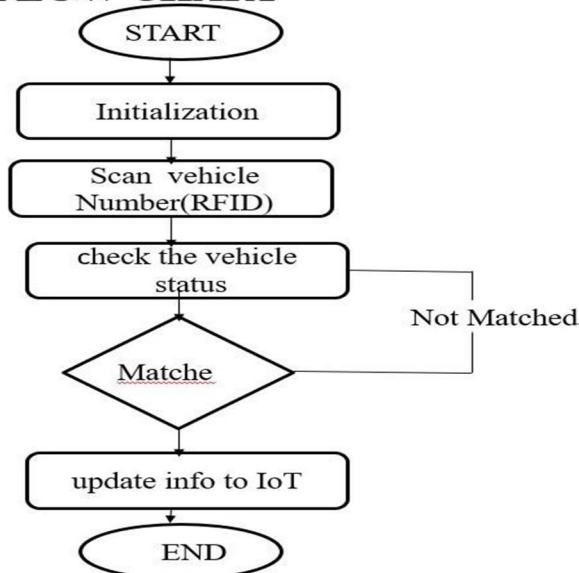 START
Initialization
Scan vehicle
Number(RFID)
check the vehicle
status
Not Matched
Matche
update info to IoT
END